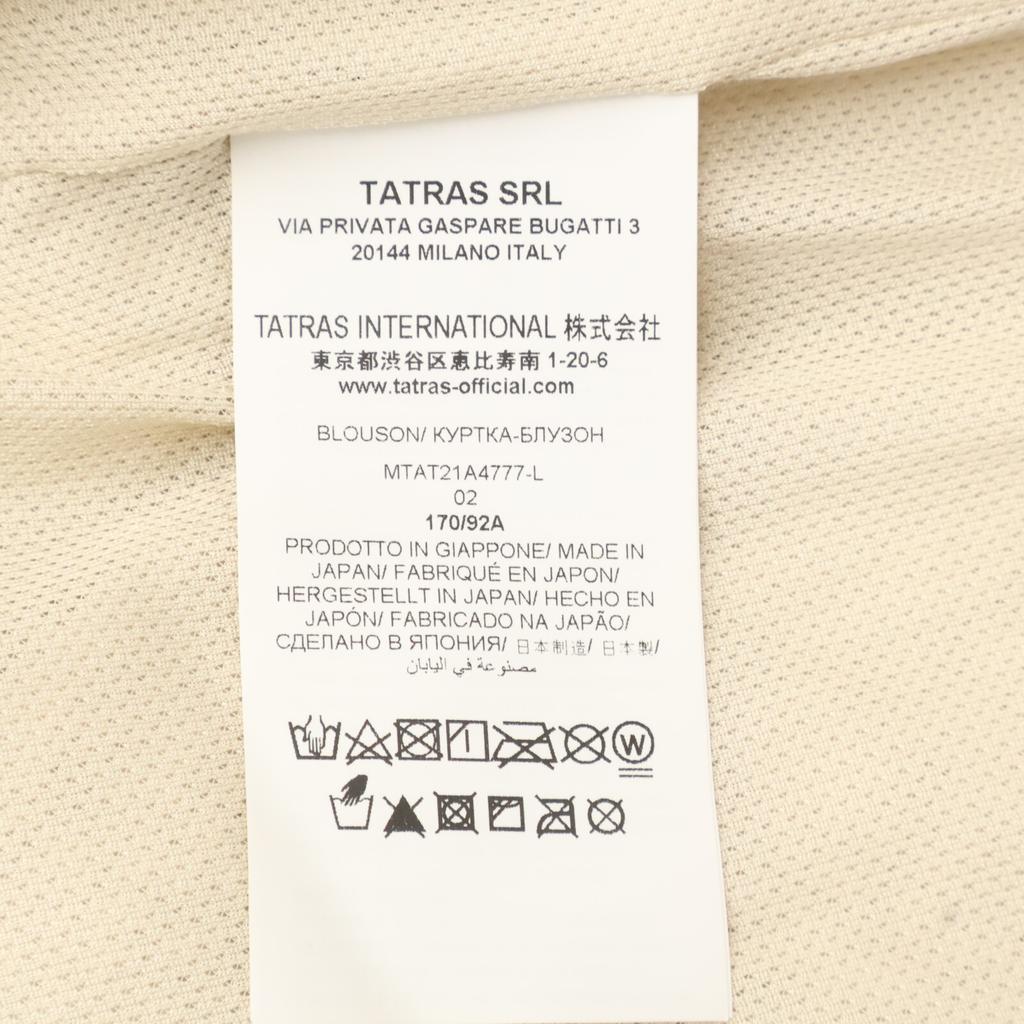 TATRAS SRL
VIA PRIVATA GASPARE BUGATTI 3
20144 MILANO ITALY
TATRAS INTERNATIONAL 株式会社
東京都渋谷区恵比寿南 1-20-6
www.tatras-official.com
BLOUSON/ КУРТКА-БЛУЗОН
MTAT21A4777-L
02
170/92A
PRODOTTO IN GIAPPONE/ MADE IN
JAPAN/ FABRIQUÉ EN JAPON/
HERGESTELLT IN JAPAN/ HECHO EN
JAPÓN/ FABRICADO NA JAPÃO/
СДЕЛАНО В ЯПОНИЯ/ 日本制造/ 日本製/
مصنوعة في اليابان
W